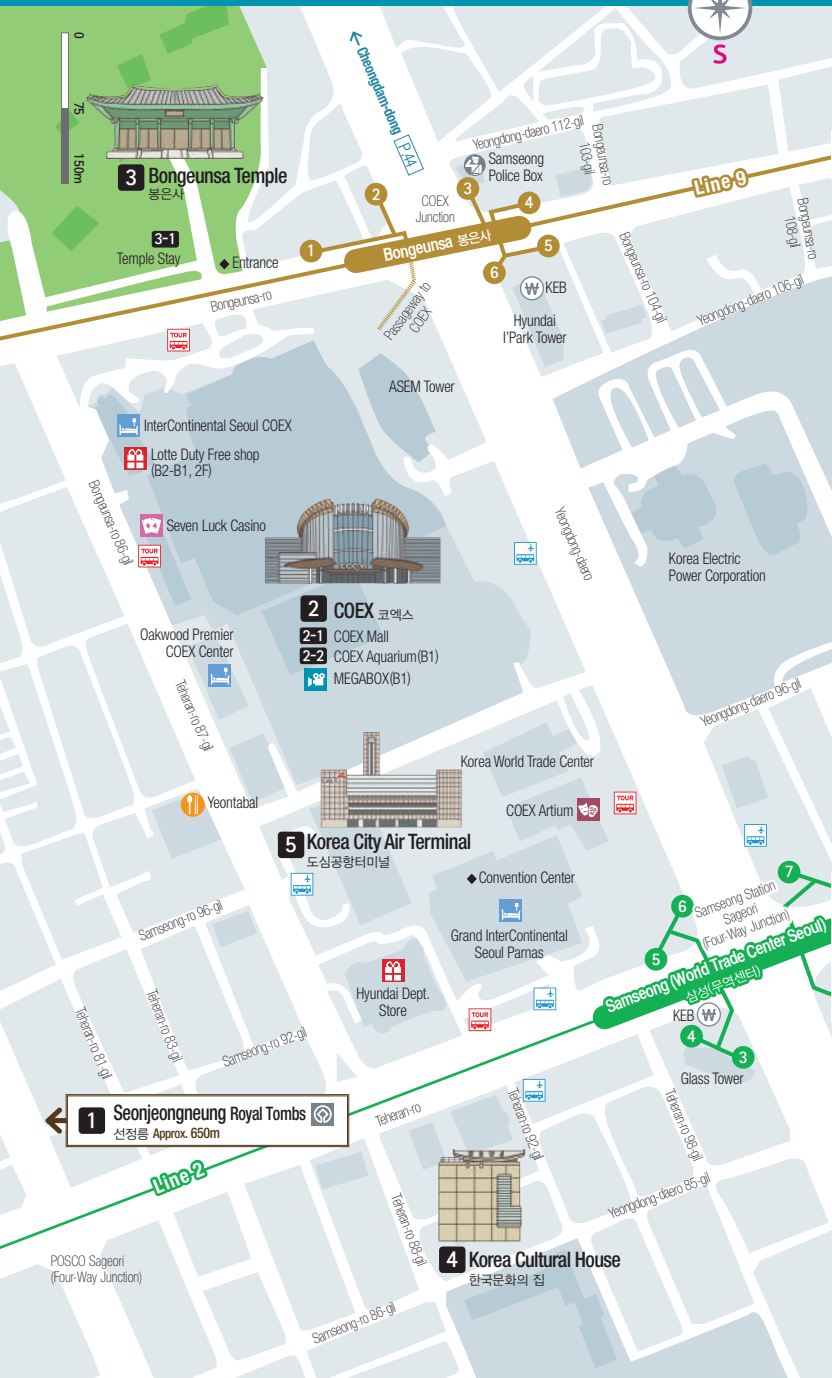 S
0
75
150m
Cheongdam-dong
P.44
Yeongdong-daero 112-gil
Bongeunsa-ro
103-gil
Samseong
Police Box
3 Bongeunsa Temple
봉은사
2
COEX
Junction
3
4
Line 9
Bongeunsa-ro
108-gil
3-1
Temple Stay
Entrance
1
Bongeunsa 봉은사
5
6
Bongeunsa-ro 104-gil
Yeongdong-daero 106-gil
Bongeunsa-ro
Passageway to
COEX
KEB
Hyundai
I'Park Tower
TOUR
ASEM Tower
InterContinental Seoul COEX
Lotte Duty Free shop
(B2-B1, 2F)
Bongeunsa-ro 86-gil
Seven Luck Casino
TOUR
COEX
Yeongdong-daero
Korea Electric
Power Corporation
2 COEX 코엑스
2-1 COEX Mall
2-2 COEX Aquarium(B1)
MEGABOX(B1)
Oakwood Premier
COEX Center
Teheran-ro 87-gil
Yeongdong-daero 96-gil
Korea World Trade Center
Yeontabal
COEX Artium
TOUR
5 Korea City Air Terminal
도심공항터미널
Convention Center
7
6
Samseong Station
Sageori
(Four-Way Junction)
5
Samseong-ro 96-gil
Grand InterContinental
Seoul Parnas
Samseong (World Trade Center Seoul)
삼성(무역센터)
Hyundai Dept.
Store
TOUR
KEB
4
3
Glass Tower
Teheran-ro 81-gil
Teheran-ro 83-gil
Samseong-ro 92-gil
1 Seonjeongneung Royal Tombs
선정릉 Approx. 650m
Teheran-ro
Teheran-ro 92-gil
Teheran-ro 98-gil
Line 2
Teheran-ro 88-gil
Yeongdong-daero 85-gil
4 Korea Cultural House
한국문화의 집
POSCO Sageori
(Four-Way Junction)
Samseong-ro 86-gil